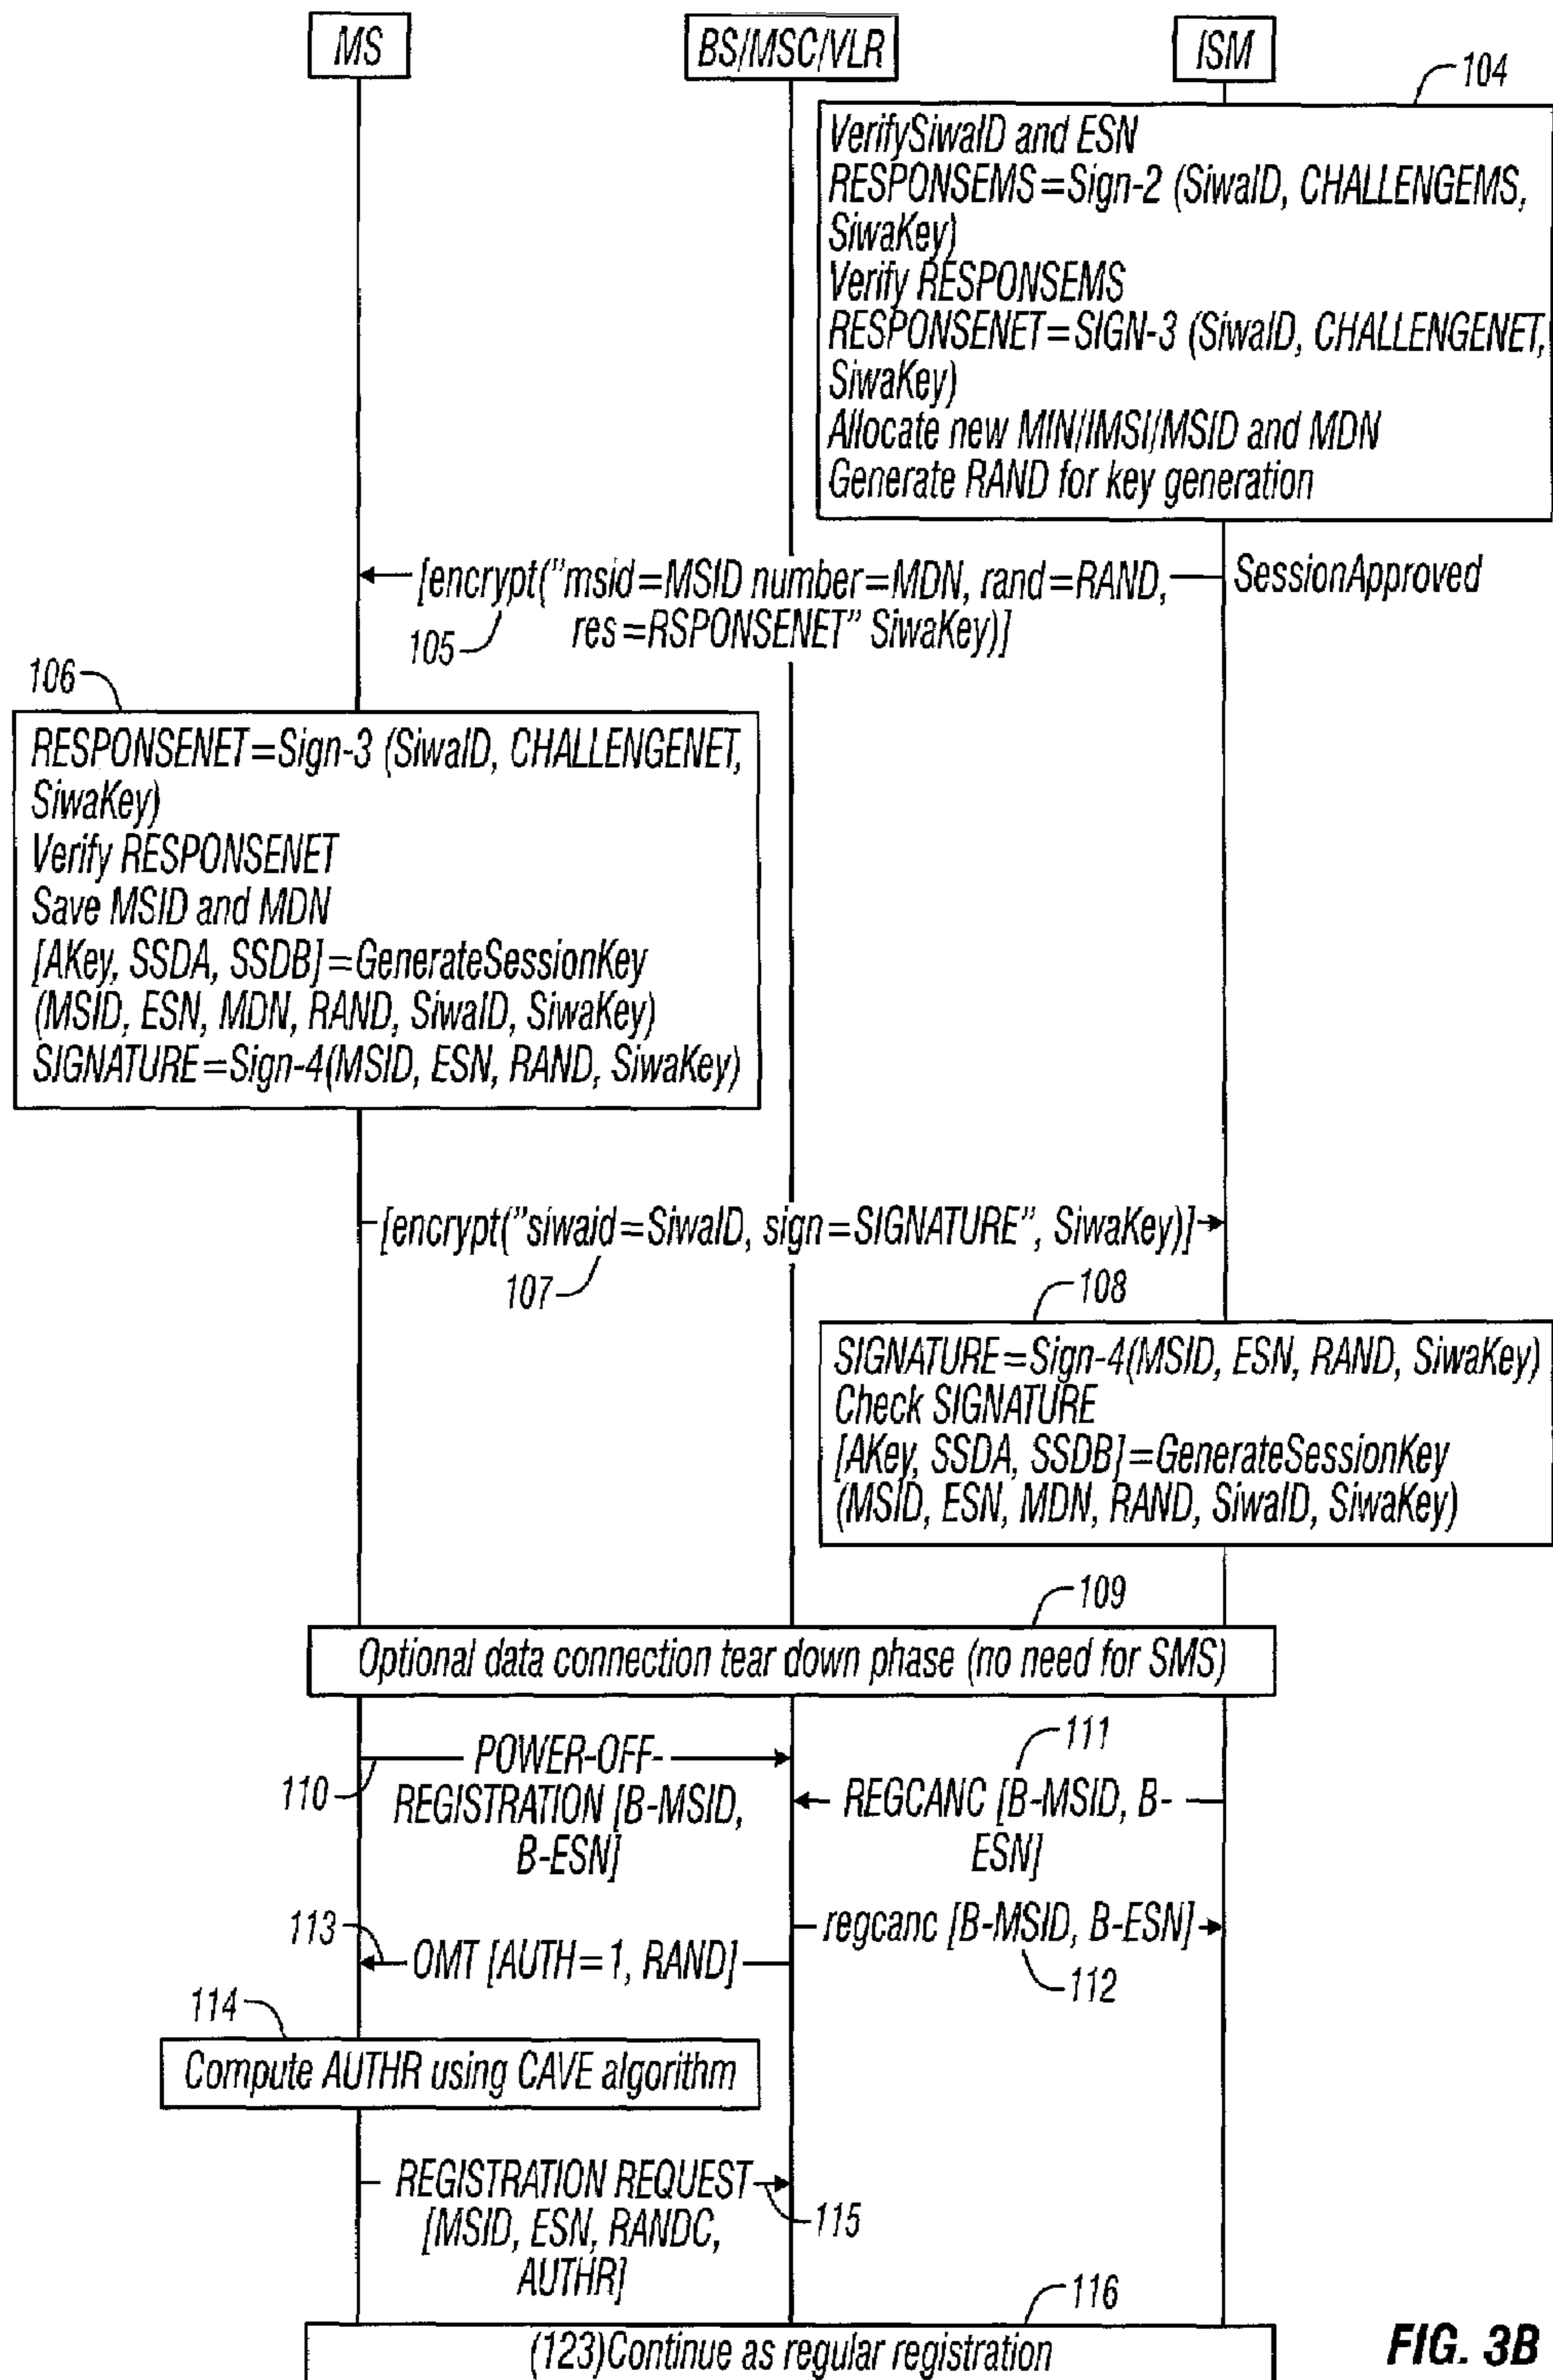 MS
BS/MSC/VLR
ISM
104
VerifySiwaID and ESN
RESPONSEMS=Sign-2 (SiwaID, CHALLENGEMS,
SiwaKey)
Verify RESPONSEMS
RESPONSENET=SIGN-3 (SiwaID, CHALLENGENET,
SiwaKey)
Allocate new MIN/IMSI/MSID and MDN
Generate RAND for key generation
[encrypt("msid=MSID number=MDN, rand=RAND,
res=RSPONSENET" SiwaKey)]
SessionApproved
105
106
RESPONSENET=Sign-3 (SiwaID, CHALLENGENET,
SiwaKey)
Verify RESPONSENET
Save MSID and MDN
[AKey, SSDA, SSDB]=GenerateSessionKey
(MSID, ESN, MDN, RAND, SiwaID, SiwaKey)
SIGNATURE=Sign-4(MSID, ESN, RAND, SiwaKey)
[encrypt("siwaid=SiwaID, sign=SIGNATURE", SiwaKey)]
107
108
SIGNATURE=Sign-4(MSID, ESN, RAND, SiwaKey)
Check SIGNATURE
[AKey, SSDA, SSDB]=GenerateSessionKey
(MSID, ESN, MDN, RAND, SiwaID, SiwaKey)
109
Optional data connection tear down phase (no need for SMS)
POWER-OFF-
REGISTRATION [B-MSID,
B-ESN]
110
111
REGCANC [B-MSID, B-
ESN]
regcanc [B-MSID, B-ESN]
112
113
OMT [AUTH=1, RAND]
114
Compute AUTHR using CAVE algorithm
REGISTRATION REQUEST
[MSID, ESN, RANDC,
AUTHR]
115
116
(123)Continue as regular registration
FIG. 3B